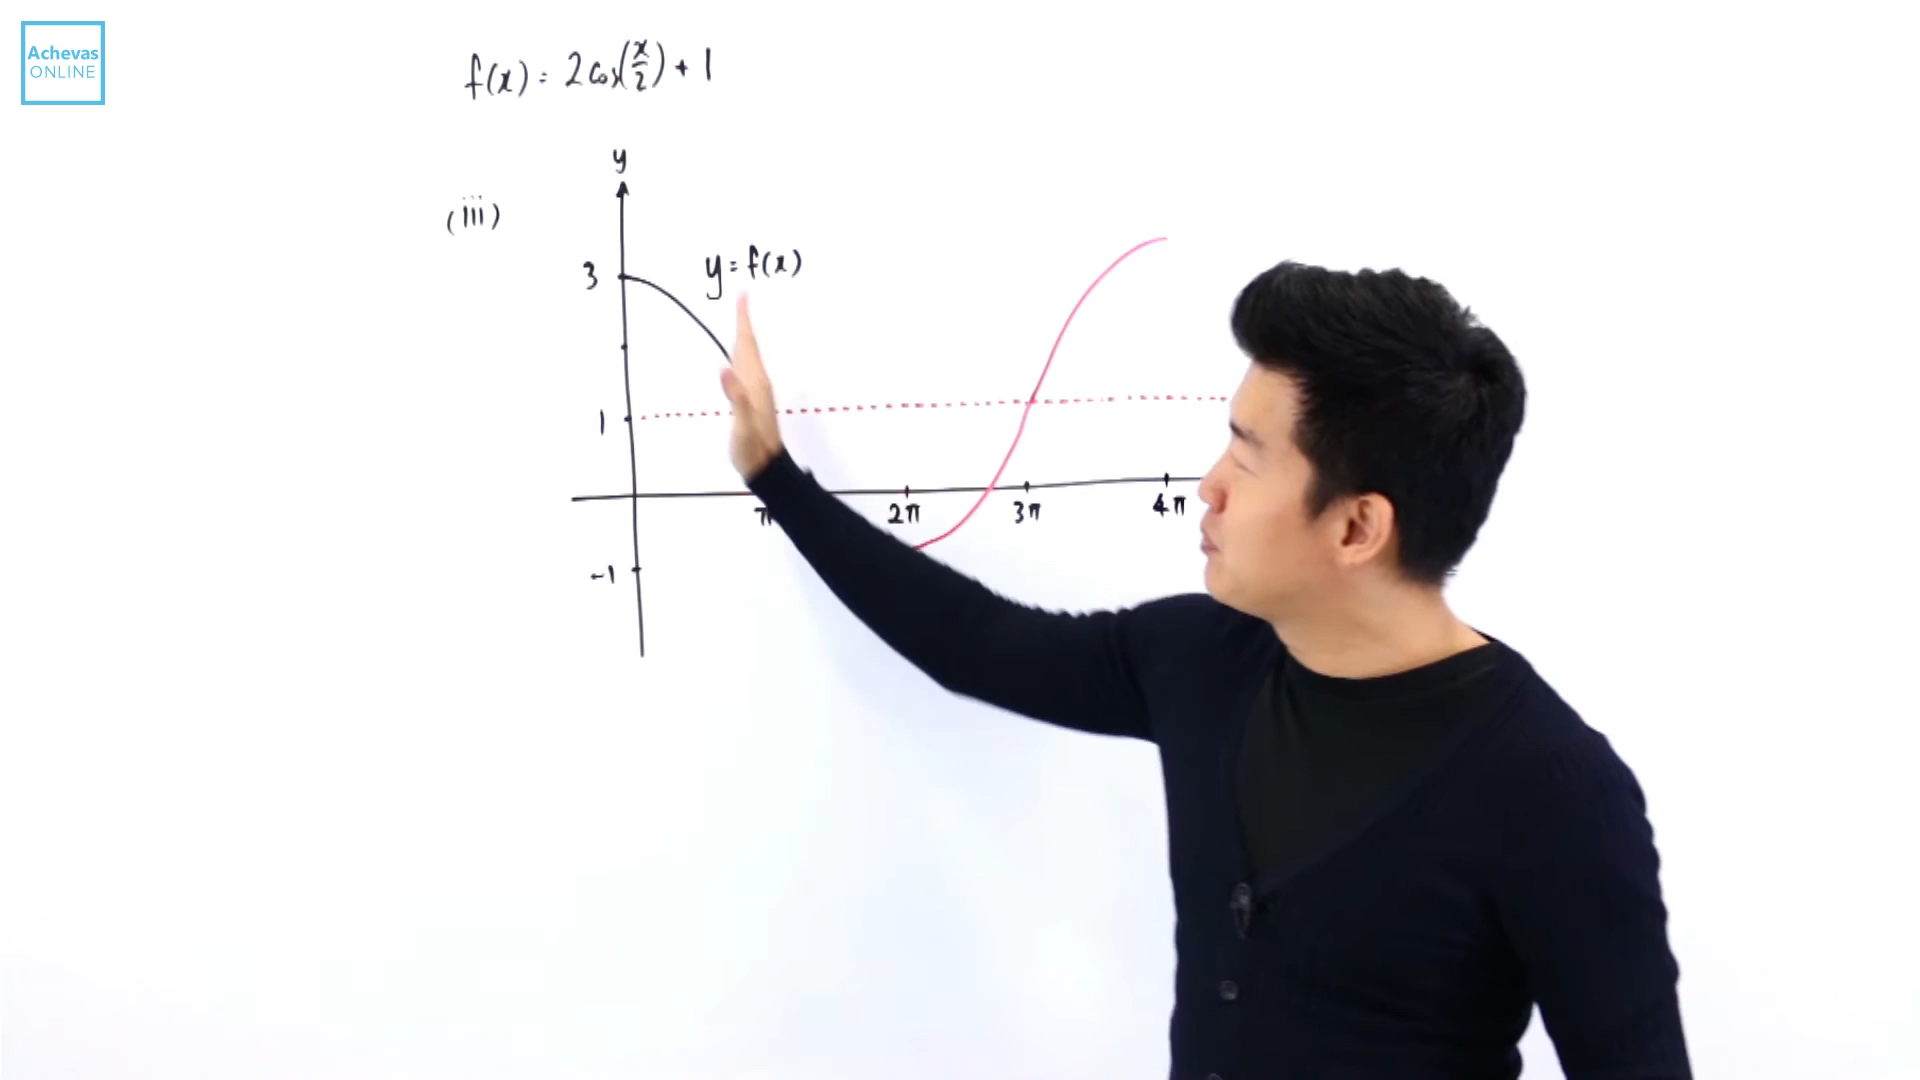 Achevas
ONLINE
f(x) = 2cos(x/2) + 1
(iii)
y
3
y = f(x)
1
π
2π
3π
4π
-1